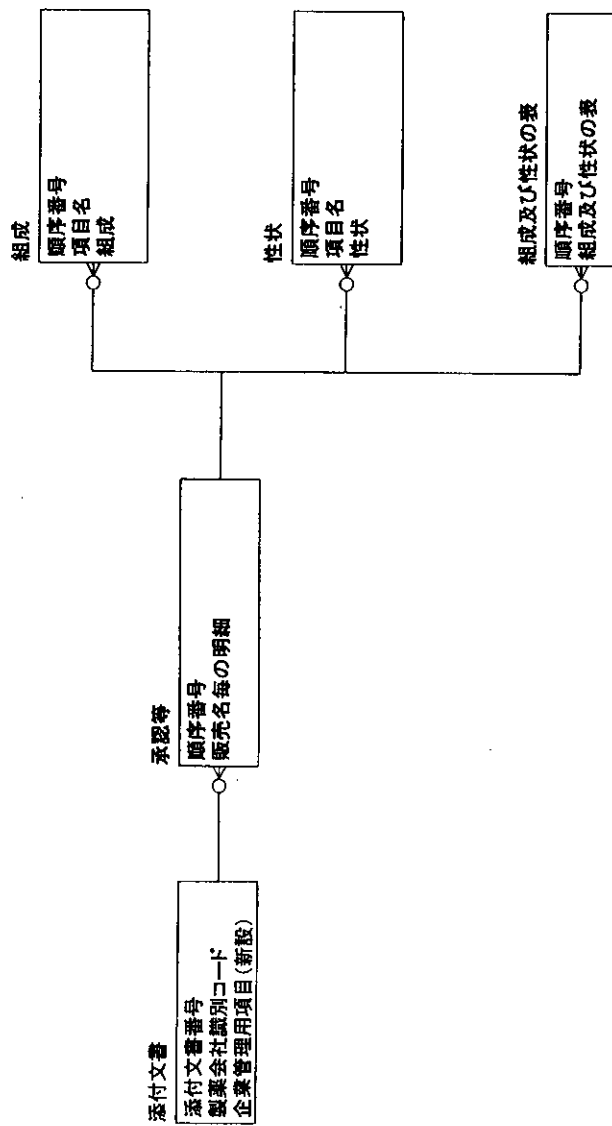 添付文書
添付文書番号
製薬会社識別コード
企業管理用項目(新設)
承認等
順序番号
販売名毎の明細
組成
順序番号
項目名
組成
性状
順序番号
項目名
性状
組成及び性状の表
順序番号
組成及び性状の表